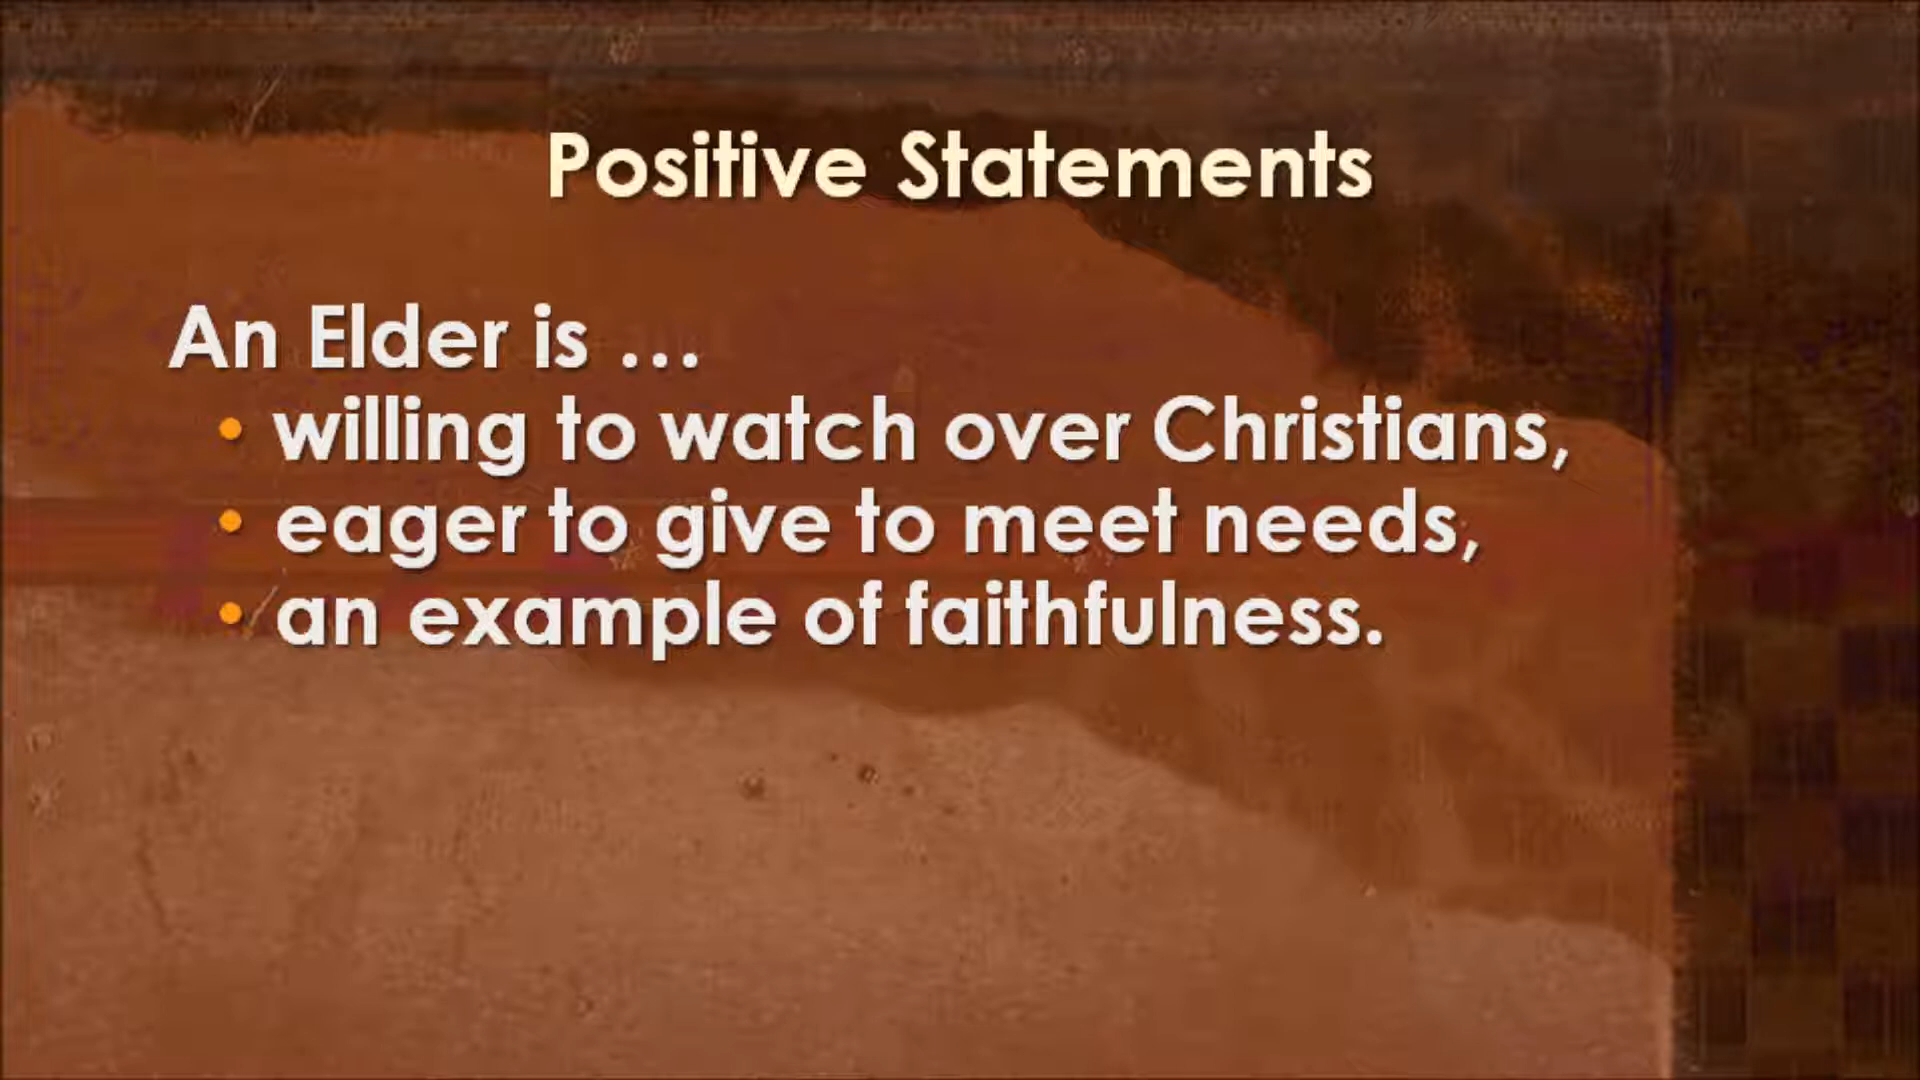 Positive Statements
An Elder is …
• willing to watch over Christians,
• eager to give to meet needs,
• an example of faithfulness.